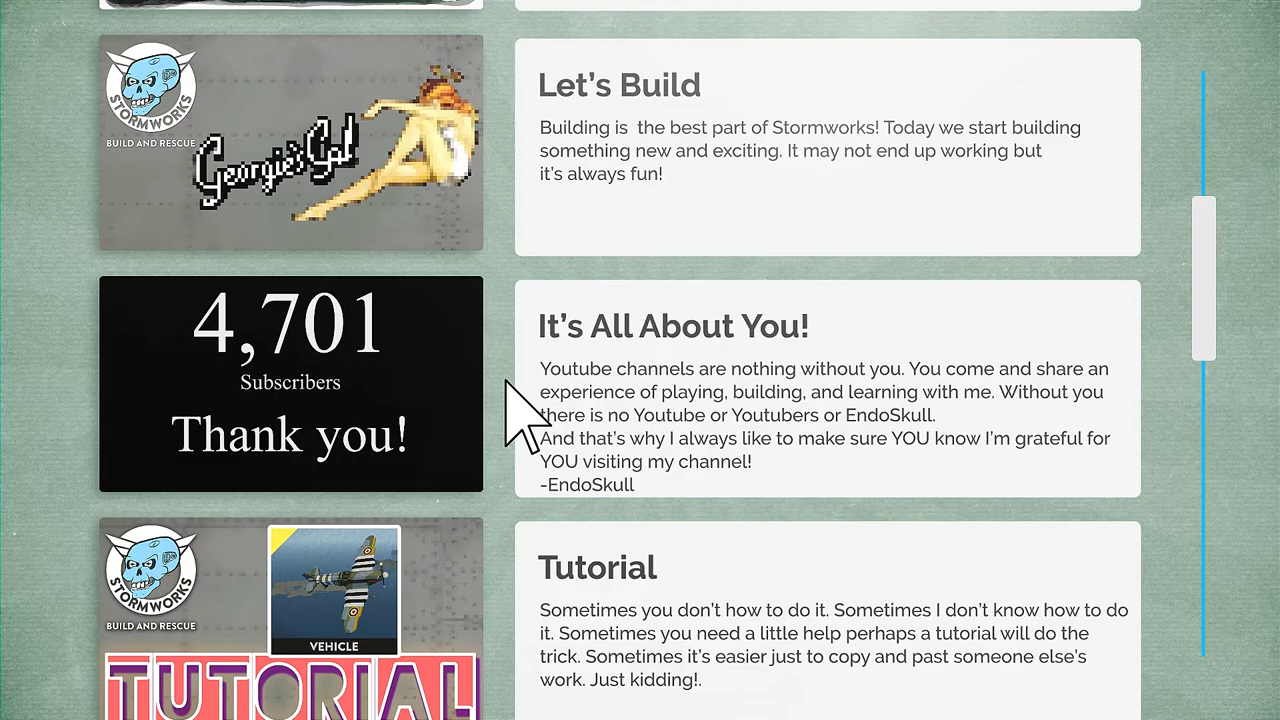 STORMWORKS
BUILD AND RESCUE
Georgie's Gal
Let's Build
Building is  the best part of Stormworks! Today we start building
something new and exciting. It may not end up working but
it's always fun!
4,701
Subscribers
Thank you!
It's All About You!
Youtube channels are nothing without you. You come and share an
experience of playing, building, and learning with me. Without you
there is no Youtube or Youtubers or EndoSkull.
And that's why I always like to make sure YOU know I'm grateful for
YOU visiting my channel!
-EndoSkull
STORMWORKS
BUILD AND RESCUE
VEHICLE
TUTORIAL
Tutorial
Sometimes you don't how to do it. Sometimes I don't know how to do
it. Sometimes you need a little help perhaps a tutorial will do the
trick. Sometimes it's easier just to copy and past someone else's
work. Just kidding!.